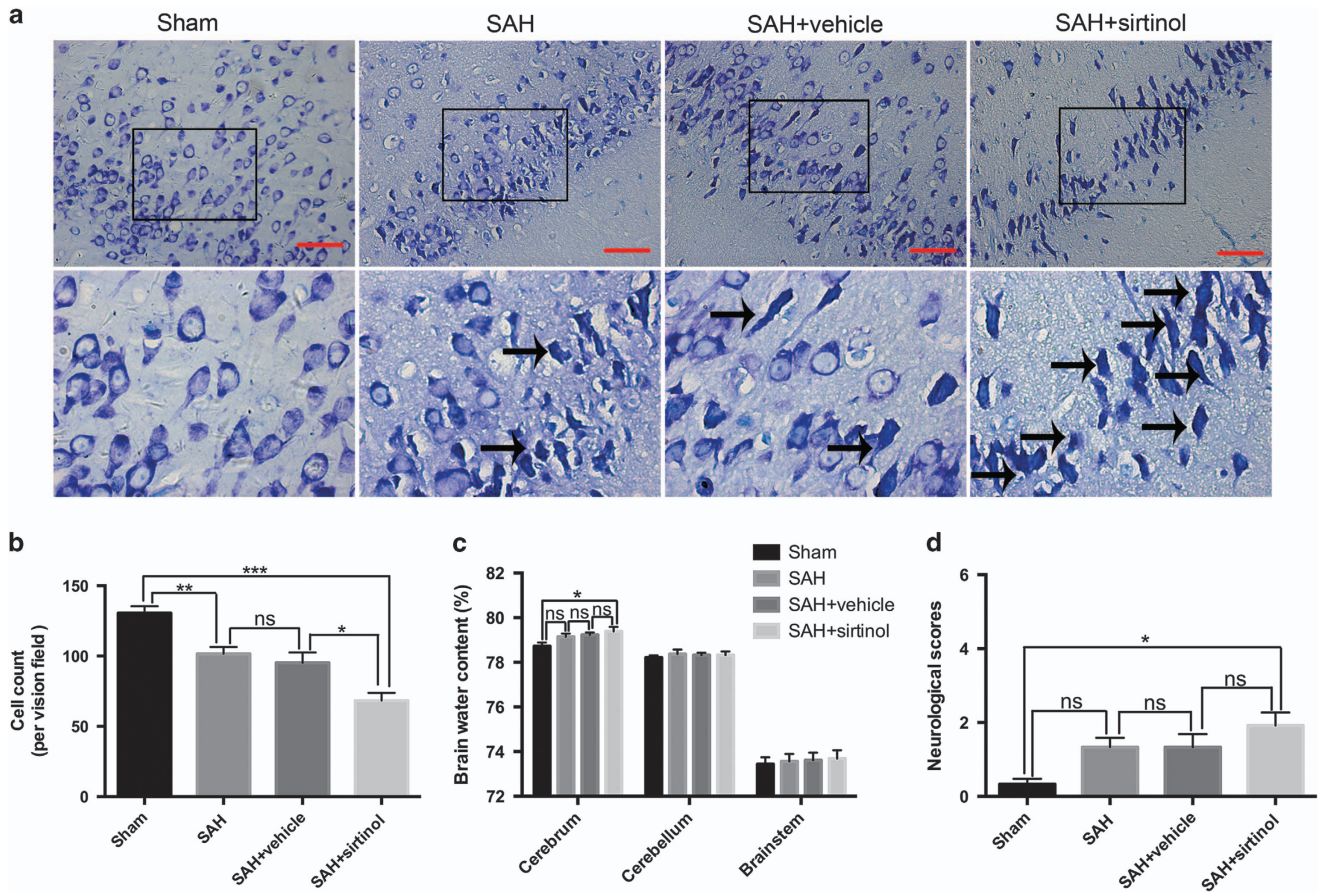 a
Sham SAH SAH+vehicle SAH+sirtinol
b
Cell count
(per vision field )
150
100
50
0
***
**
ns
*
Sham
SAH
SAH+vehicle
SAH+sirtinol
c
Brain water content (%)
82
80
78
76
74
72
*
ns ns ns
Sham
SAH
SAH+vehicle
SAH+sirtinol
Cerebrum
Cerebellum
Brainstem
d
Neurological scores
6
4
2
0
*
ns
ns
ns
Sham
SAH
SAH+vehicle
SAH+sirtinol